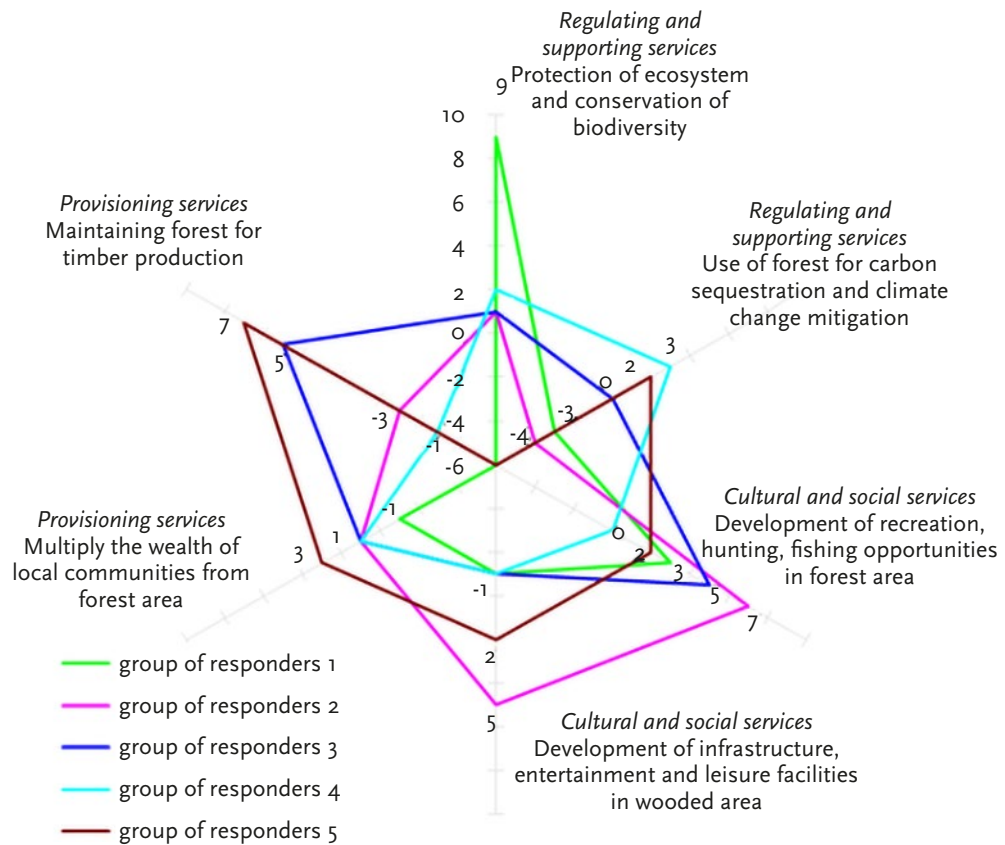 Regulating and
supporting services
Protection of ecosystem
and conservation of
biodiversity
9
10
8
6
4
2
0
-2
-4
-6
Provisioning services
Maintaining forest for
timber production
7
5
-3
-1
Regulating and
supporting services
Use of forest for carbon
sequestration and climate
change mitigation
3
2
0
-3
-4
Cultural and social services
Development of recreation,
hunting, fishing opportunities
in forest area
0
2
3
5
7
Provisioning services
Multiply the wealth of
local communities from
forest area
-1
1
3
-1
2
5
Cultural and social services
Development of infrastructure,
entertainment and leisure facilities
in wooded area
group of responders 1
group of responders 2
group of responders 3
group of responders 4
group of responders 5